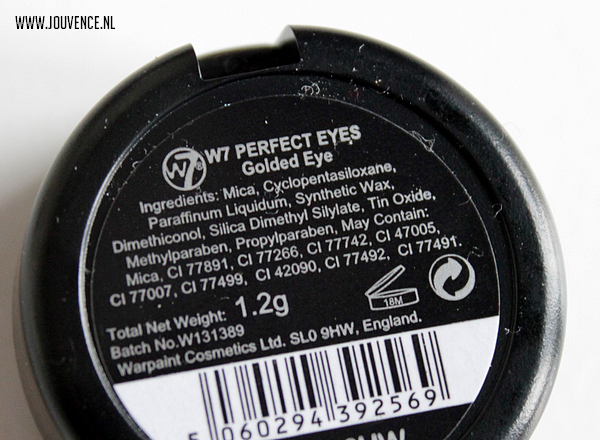 WWW.JOUVENCE.NL
W7
W7 PERFECT EYES
Golded Eye
Ingredients: Mica, Cyclopentasiloxane,
Paraffinum Liquidum, Synthetic Wax,
Dimethiconol, Silica Dimethyl Silylate, Tin Oxide,
Methylparaben, Propylparaben, May Contain:
Mica, CI 77891, CI 77266, CI 77742, CI 47005,
CI 77007, CI 77499, CI 42090, CI 77492, CI 77491.
18M
Total Net Weight: 1.2g
Batch No.W131389
Warpaint Cosmetics Ltd. SL0 9HW, England.
5 060294 392569